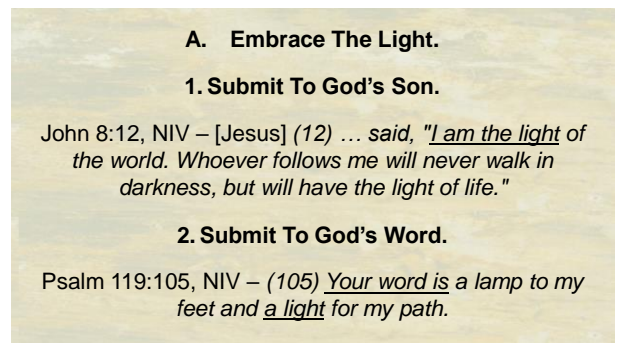 A. Embrace The Light.
1. Submit To God's Son.
John 8:12, NIV – [Jesus] (12) … said, "I am the light of
the world. Whoever follows me will never walk in
darkness, but will have the light of life."
2. Submit To God's Word.
Psalm 119:105, NIV – (105) Your word is a lamp to my
feet and a light for my path.